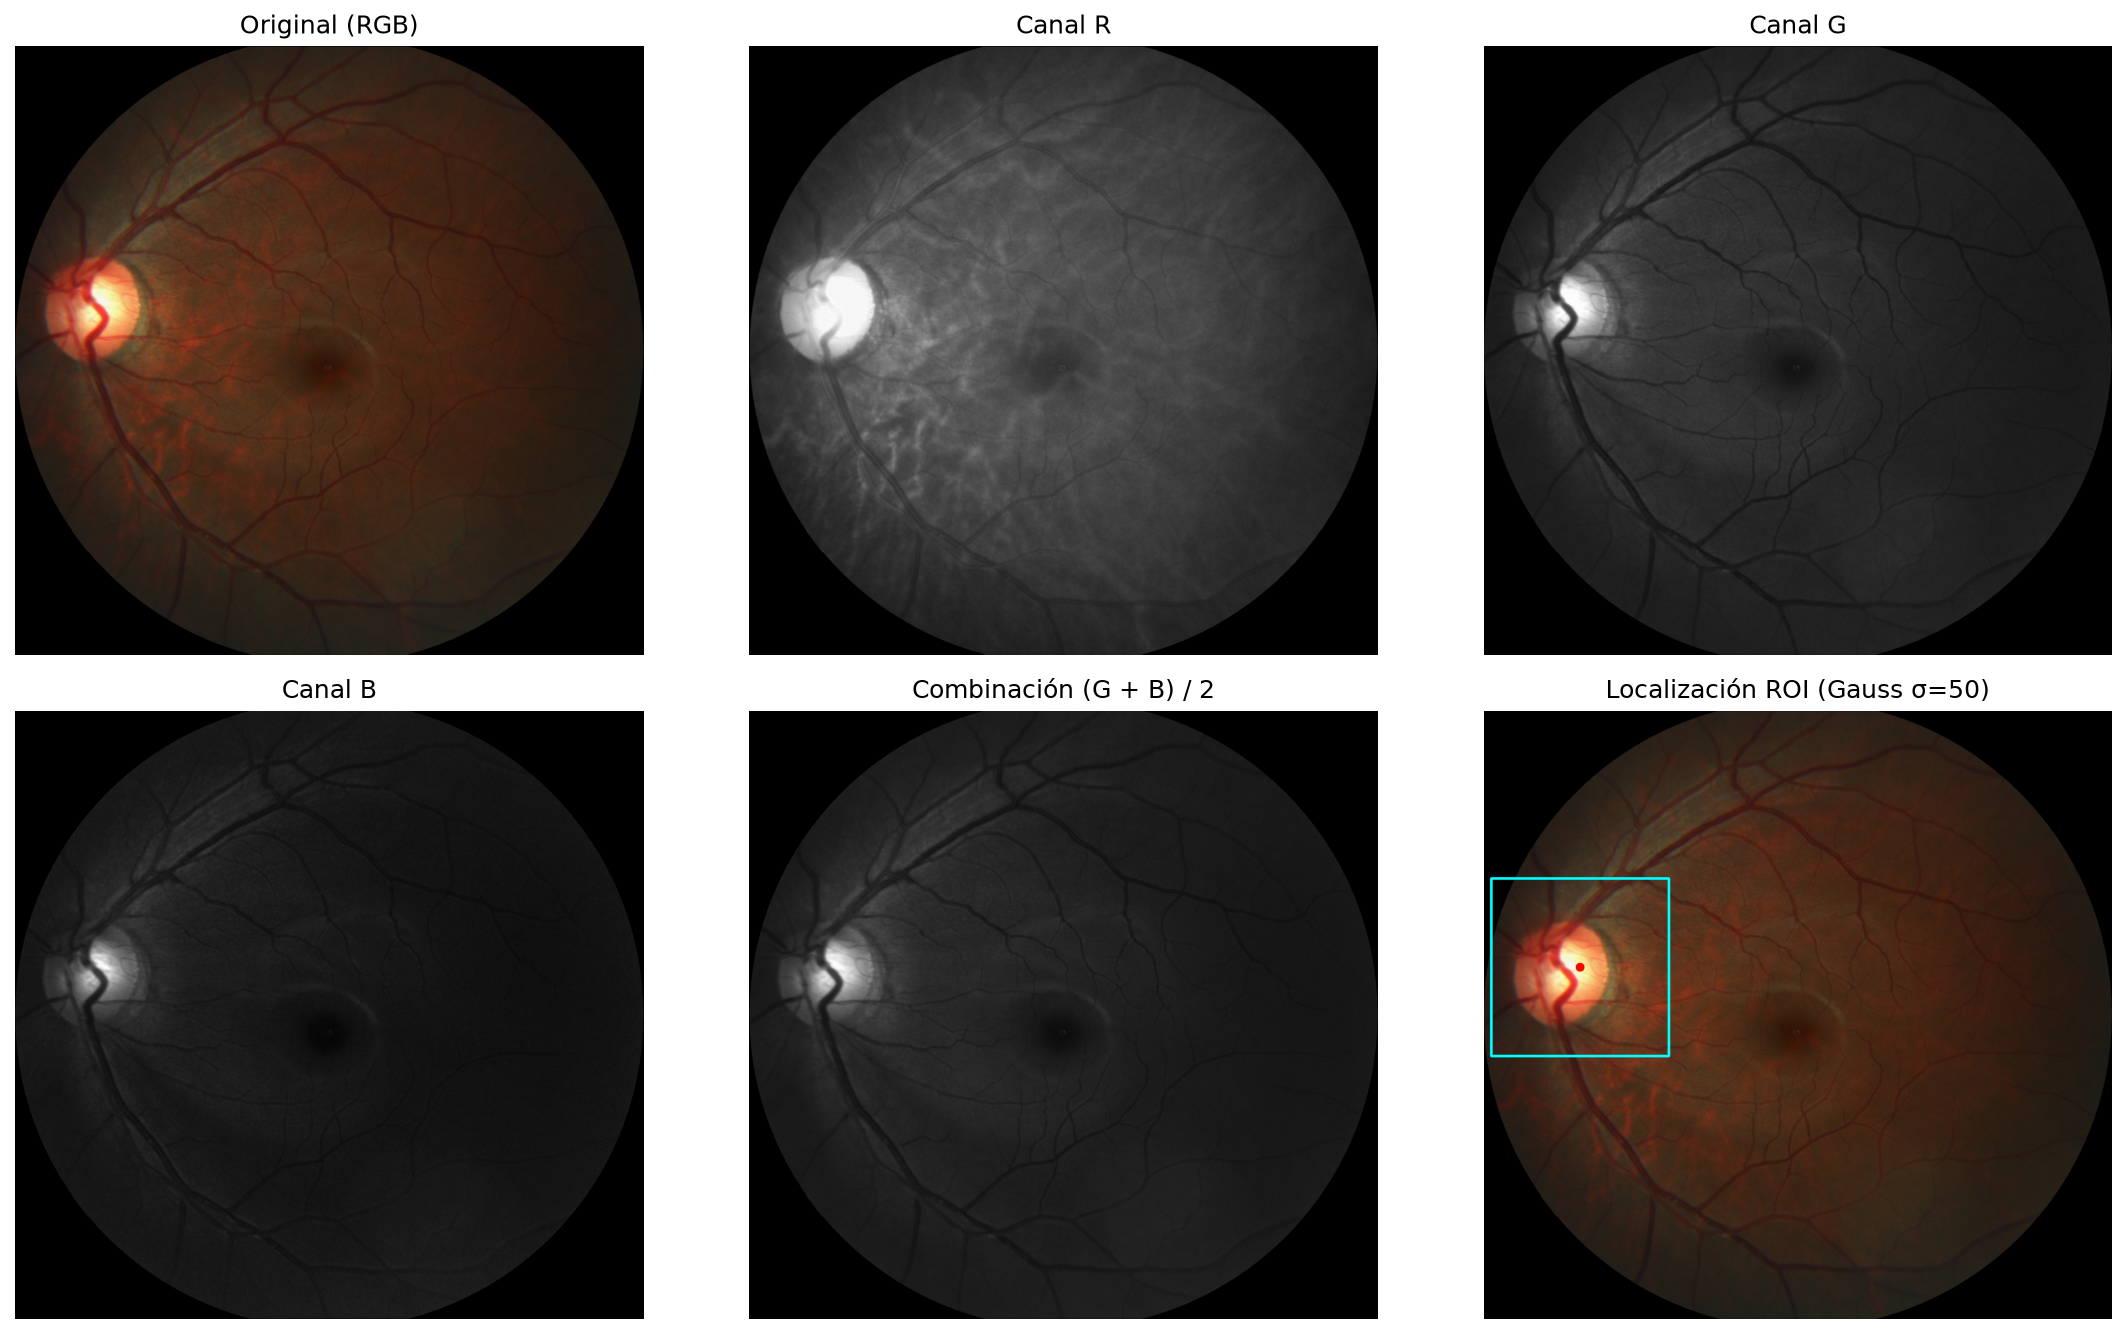 Original (RGB)
Canal R
Canal G
Canal B
Combinación (G + B) / 2
Localización ROI (Gauss σ=50)